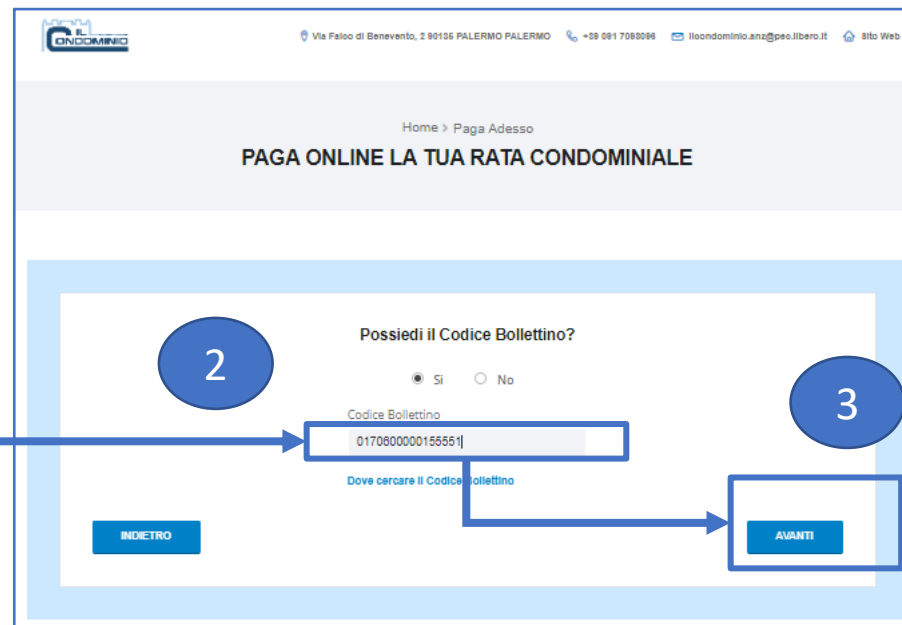 IL
CONDOMINIO
Via Falco di Benevento, 2 90135 PALERMO PALERMO +39 091 7098096 ilcondominio.anz@pec.libero.it Sito Web
Home > Paga Adesso
PAGA ONLINE LA TUA RATA CONDOMINIALE
Possiedi il Codice Bollettino?
2
Si No
3
Codice Bollettino
0170600000155551
Dove cercare il Codice Bollettino
INDIETRO
AVANTI